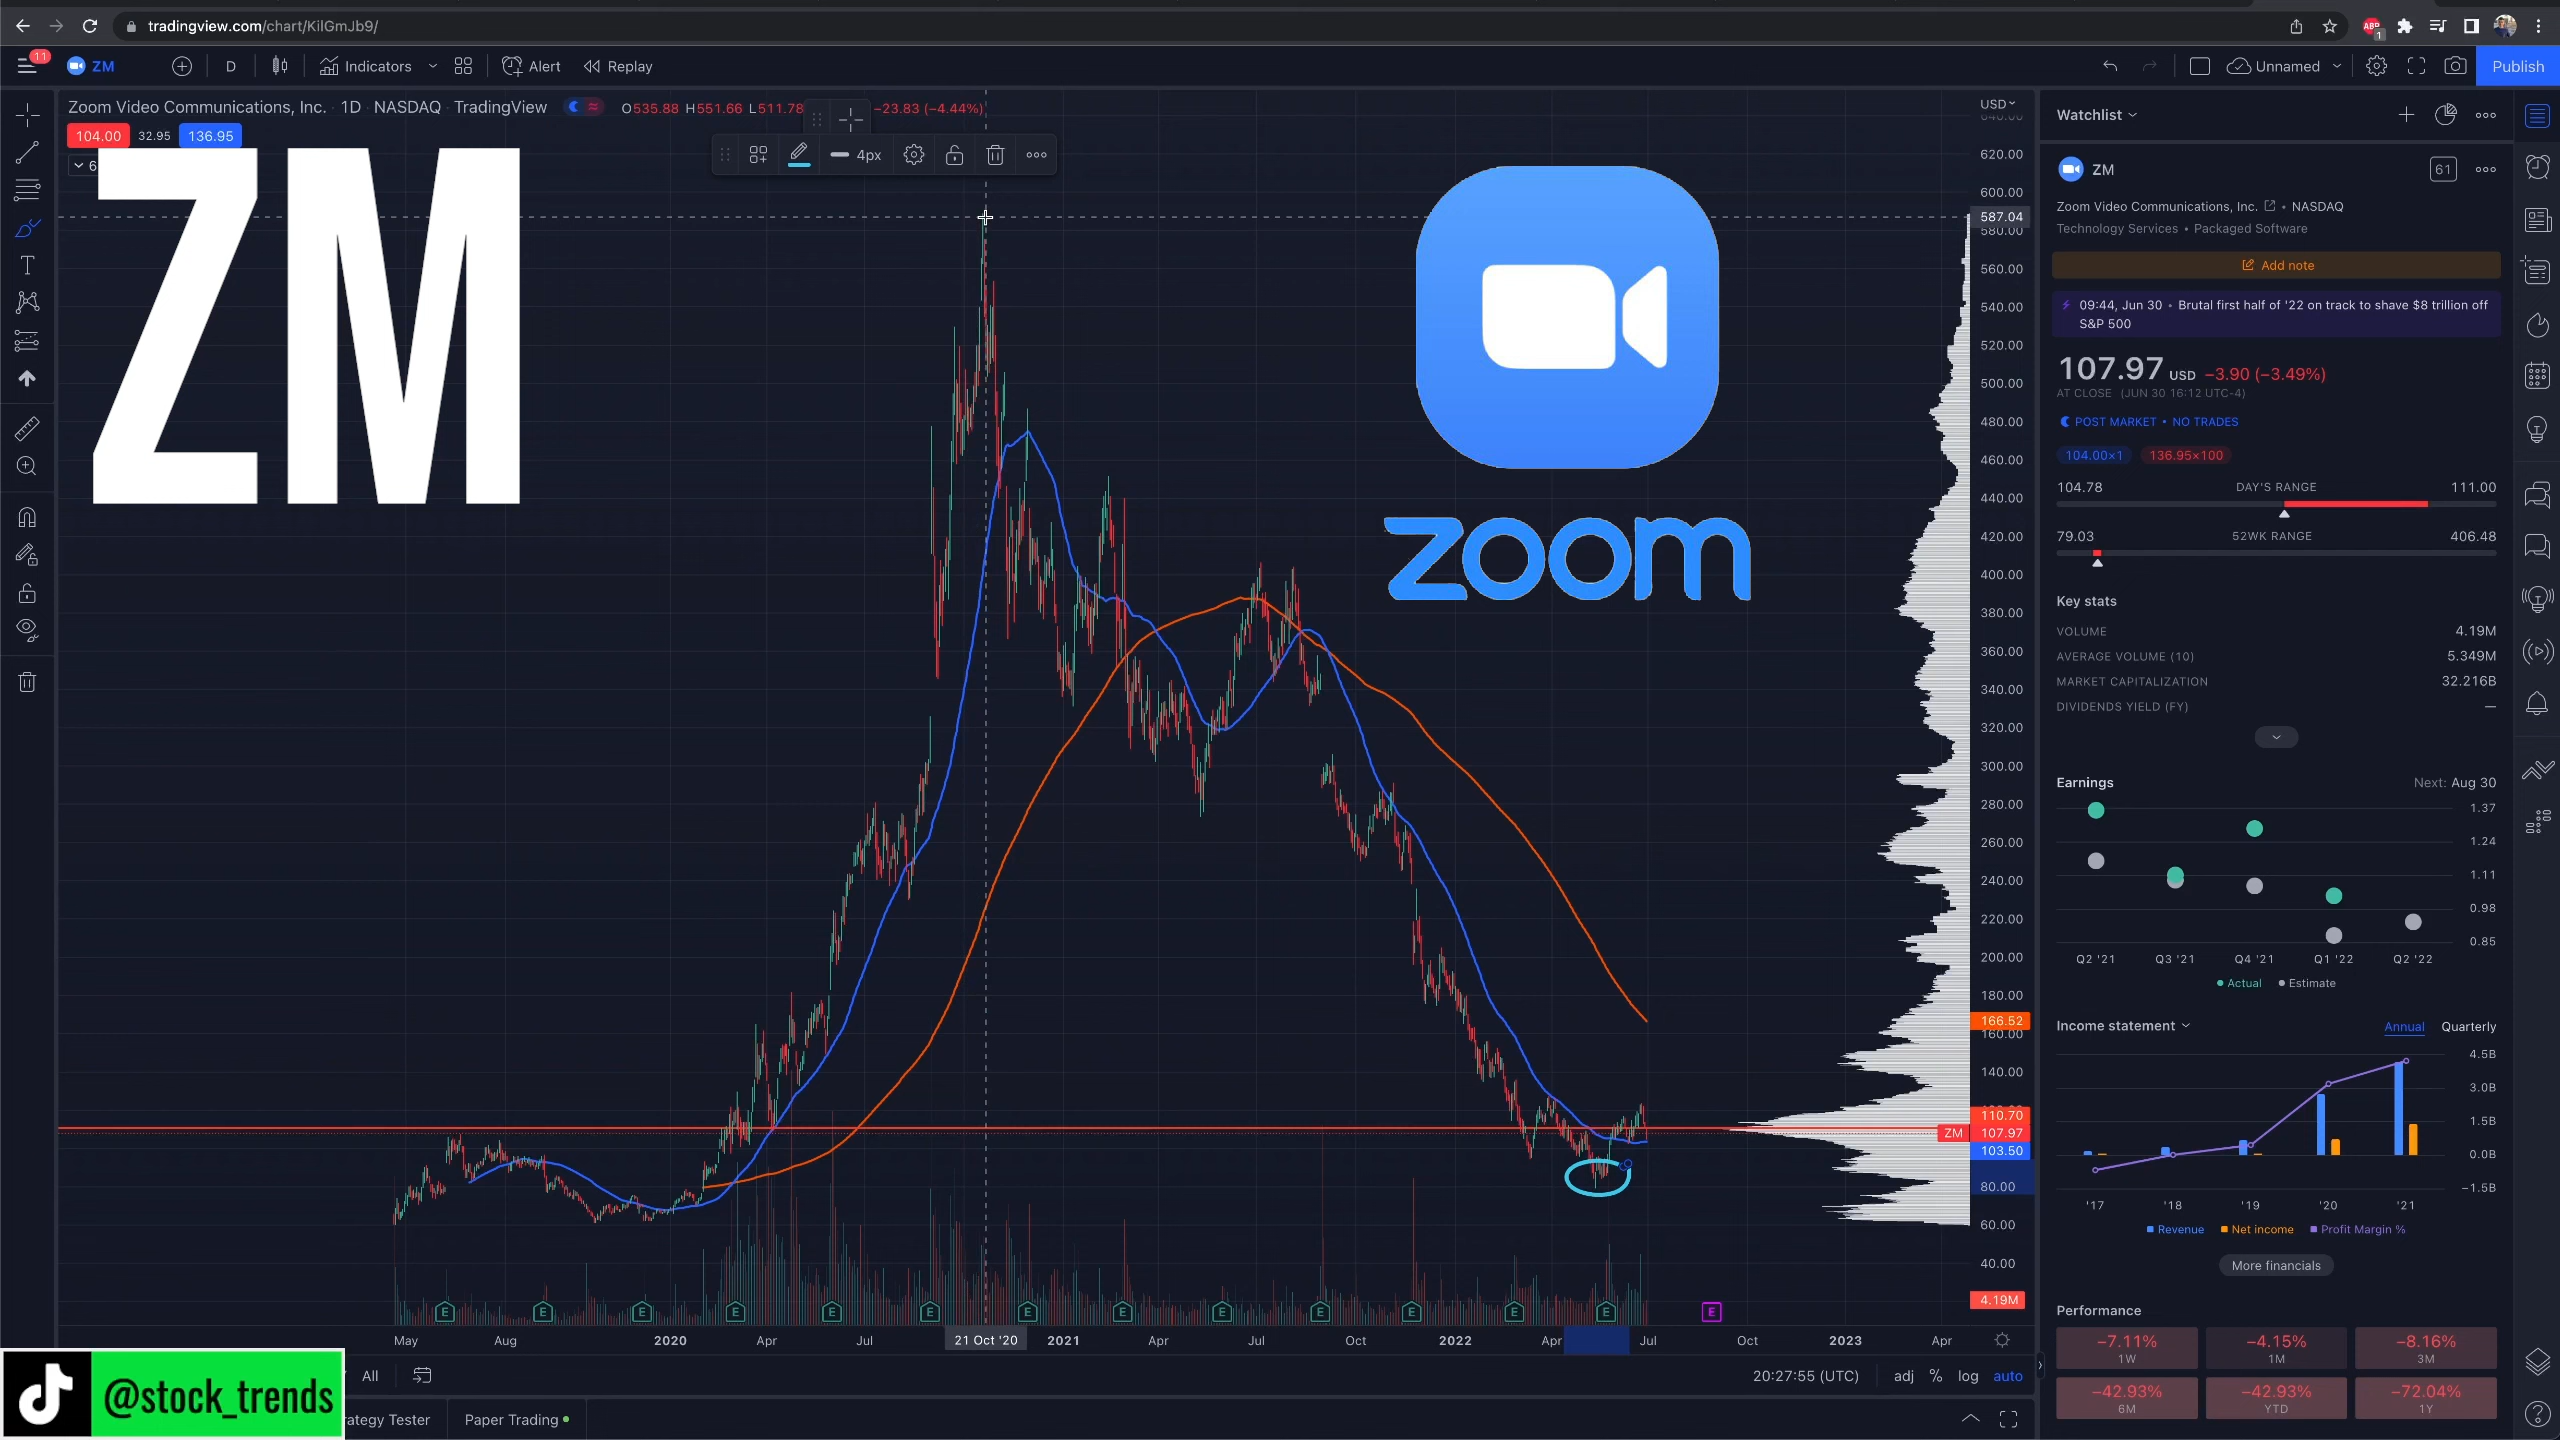 tradingview.com/chart/KilGmJb9/
ABP
1
11
ZM
D
Indicators
Alert
Replay
Unnamed
Publish
Zoom Video Communications, Inc. · 1D · NASDAQ · TradingView
O535.88 H551.66 L511.78
−23.83 (−4.44%)
USD
104.00
32.95
136.95
6
4px
ZM
zoom
620.00
600.00
587.04
580.00
560.00
540.00
520.00
500.00
480.00
460.00
440.00
420.00
400.00
380.00
360.00
340.00
320.00
300.00
280.00
260.00
240.00
220.00
200.00
180.00
166.52
160.00
140.00
110.70
ZM 107.97
103.50
80.00
60.00
40.00
4.19M
E E E E E E E E E E E E E E
May Aug 2020 Apr Jul 21 Oct '20 2021 Apr Jul Oct 2022 Apr Jul Oct 2023 Apr
All
20:27:55 (UTC)
adj % log auto
@stock_trends
rategy Tester
Paper Trading
Watchlist
ZM
61
Zoom Video Communications, Inc. • NASDAQ
Technology Services • Packaged Software
Add note
09:44, Jun 30 • Brutal first half of '22 on track to shave $8 trillion off
S&P 500
107.97 USD −3.90 (−3.49%)
AT CLOSE (JUN 30 16:12 UTC-4)
POST MARKET • NO TRADES
104.00×1 136.95×100
104.78 DAY'S RANGE 111.00
79.03 52WK RANGE 406.48
Key stats
VOLUME 4.19M
AVERAGE VOLUME (10) 5.349M
MARKET CAPITALIZATION 32.216B
DIVIDENDS YIELD (FY) —
Earnings Next: Aug 30
1.37
1.24
1.11
0.98
0.85
Q2 '21 Q3 '21 Q4 '21 Q1 '22 Q2 '22
Actual Estimate
Income statement Annual Quarterly
4.5B
3.0B
1.5B
0.0B
−1.5B
'17 '18 '19 '20 '21
Revenue Net income Profit Margin %
More financials
Performance
−7.11% −4.15% −8.16%
1W 1M 3M
−42.93% −42.93% −72.04%
6M YTD 1Y